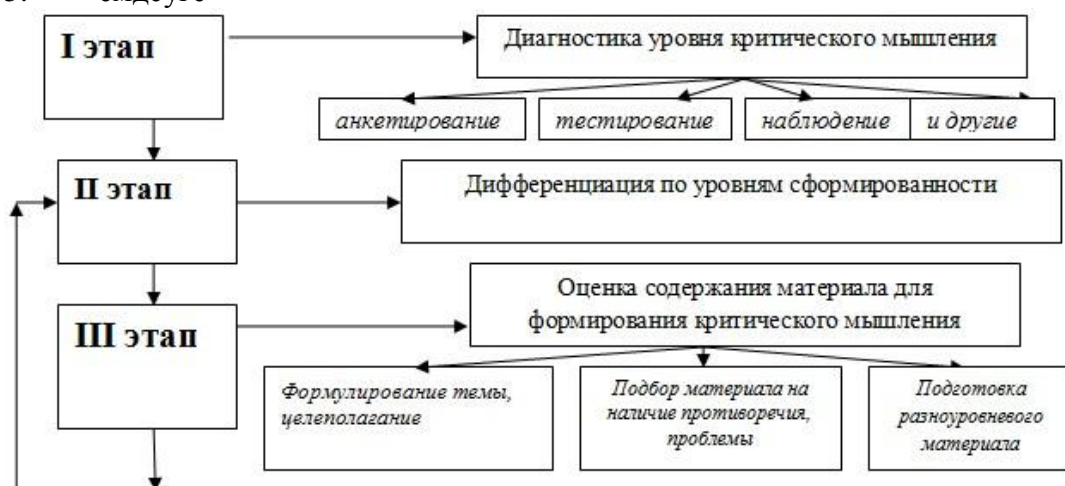 I этап
Диагностика уровня критического мышления
анкетирование
тестирование
наблюдение
и другие
II этап
Дифференциация по уровням сформированности
III этап
Оценка содержания материала для
формирования критического мышления
Формулирование темы,
целеполагание
Подбор материала на
наличие противоречия,
проблемы
Подготовка
разноуровневого
материала